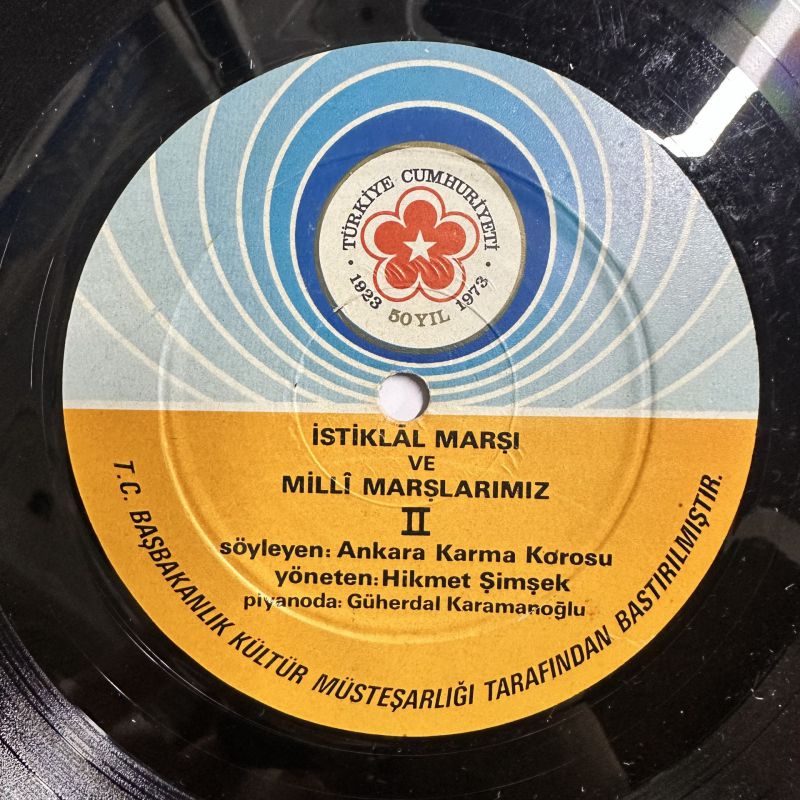 TÜRKİYE CUMHURİYETİ
1923 50 YIL 1973
İSTİKLÂL MARŞI
VE
MİLLÎ MARŞLARIMIZ
II
söyleyen: Ankara Karma Korosu
yöneten: Hikmet Şimşek
piyanoda: Güherdal Karamanoğlu
T.C. BAŞBAKANLIK KÜLTÜR MÜSTEŞARLIĞI TARAFINDAN BASTIRILMIŞTIR.